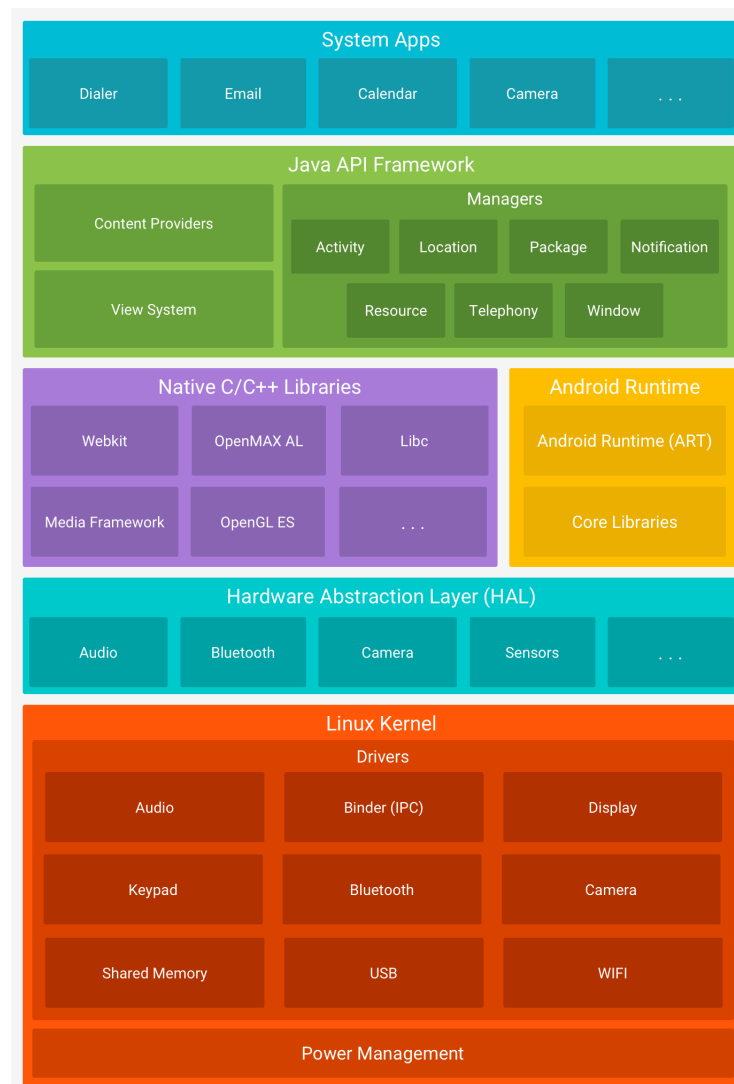 System Apps
Dialer
Email
Calendar
Camera
. . .
Java API Framework
Content Providers
View System
Managers
Activity
Location
Package
Notification
Resource
Telephony
Window
Native C/C++ Libraries
Webkit
OpenMAX AL
Libc
Media Framework
OpenGL ES
. . .
Android Runtime
Android Runtime (ART)
Core Libraries
Hardware Abstraction Layer (HAL)
Audio
Bluetooth
Camera
Sensors
. . .
Linux Kernel
Drivers
Audio
Binder (IPC)
Display
Keypad
Bluetooth
Camera
Shared Memory
USB
WIFI
Power Management